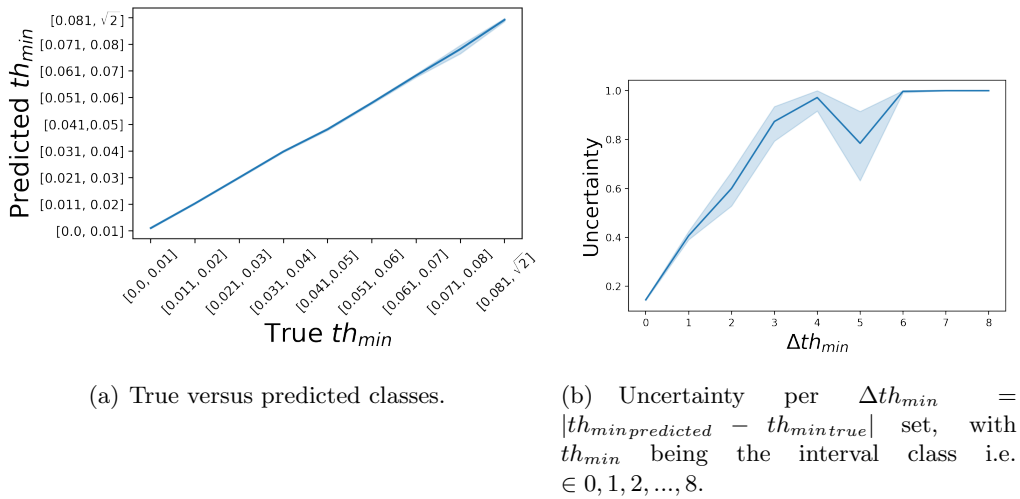 Predicted th_min
[0.081, √2]
[0.071, 0.08]
[0.061, 0.07]
[0.051, 0.06]
[0.041,0.05]
[0.031, 0.04]
[0.021, 0.03]
[0.011, 0.02]
[0.0, 0.01]
[0.0, 0.01]
[0.011, 0.02]
[0.021, 0.03]
[0.031, 0.04]
[0.041,0.05]
[0.051, 0.06]
[0.061, 0.07]
[0.071, 0.08]
[0.081, √2]
True th_min
(a) True versus predicted classes.
Uncertainty
1.0
0.8
0.6
0.4
0.2
0 1 2 3 4 5 6 7 8
Δth_min
(b) Uncertainty per Δth_min =
|th_min predicted − th_min true| set, with
th_min being the interval class i.e.
∈ 0, 1, 2, ..., 8.